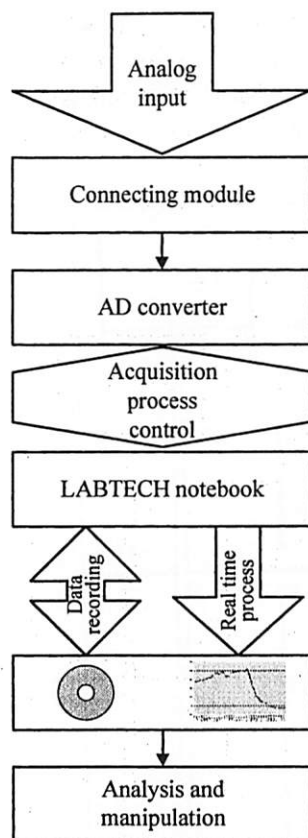 Analog
input
Connecting module
AD converter
Acquisition
process
control
LABTECH notebook
Data
recording
Real time
process
Analysis and
manipulation